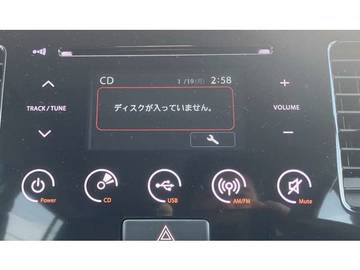 CD 1/19(月) 2:58
ディスクが入っていません。
TRACK/TUNE
VOLUME
Power
CD
USB
AM/FM
Mute